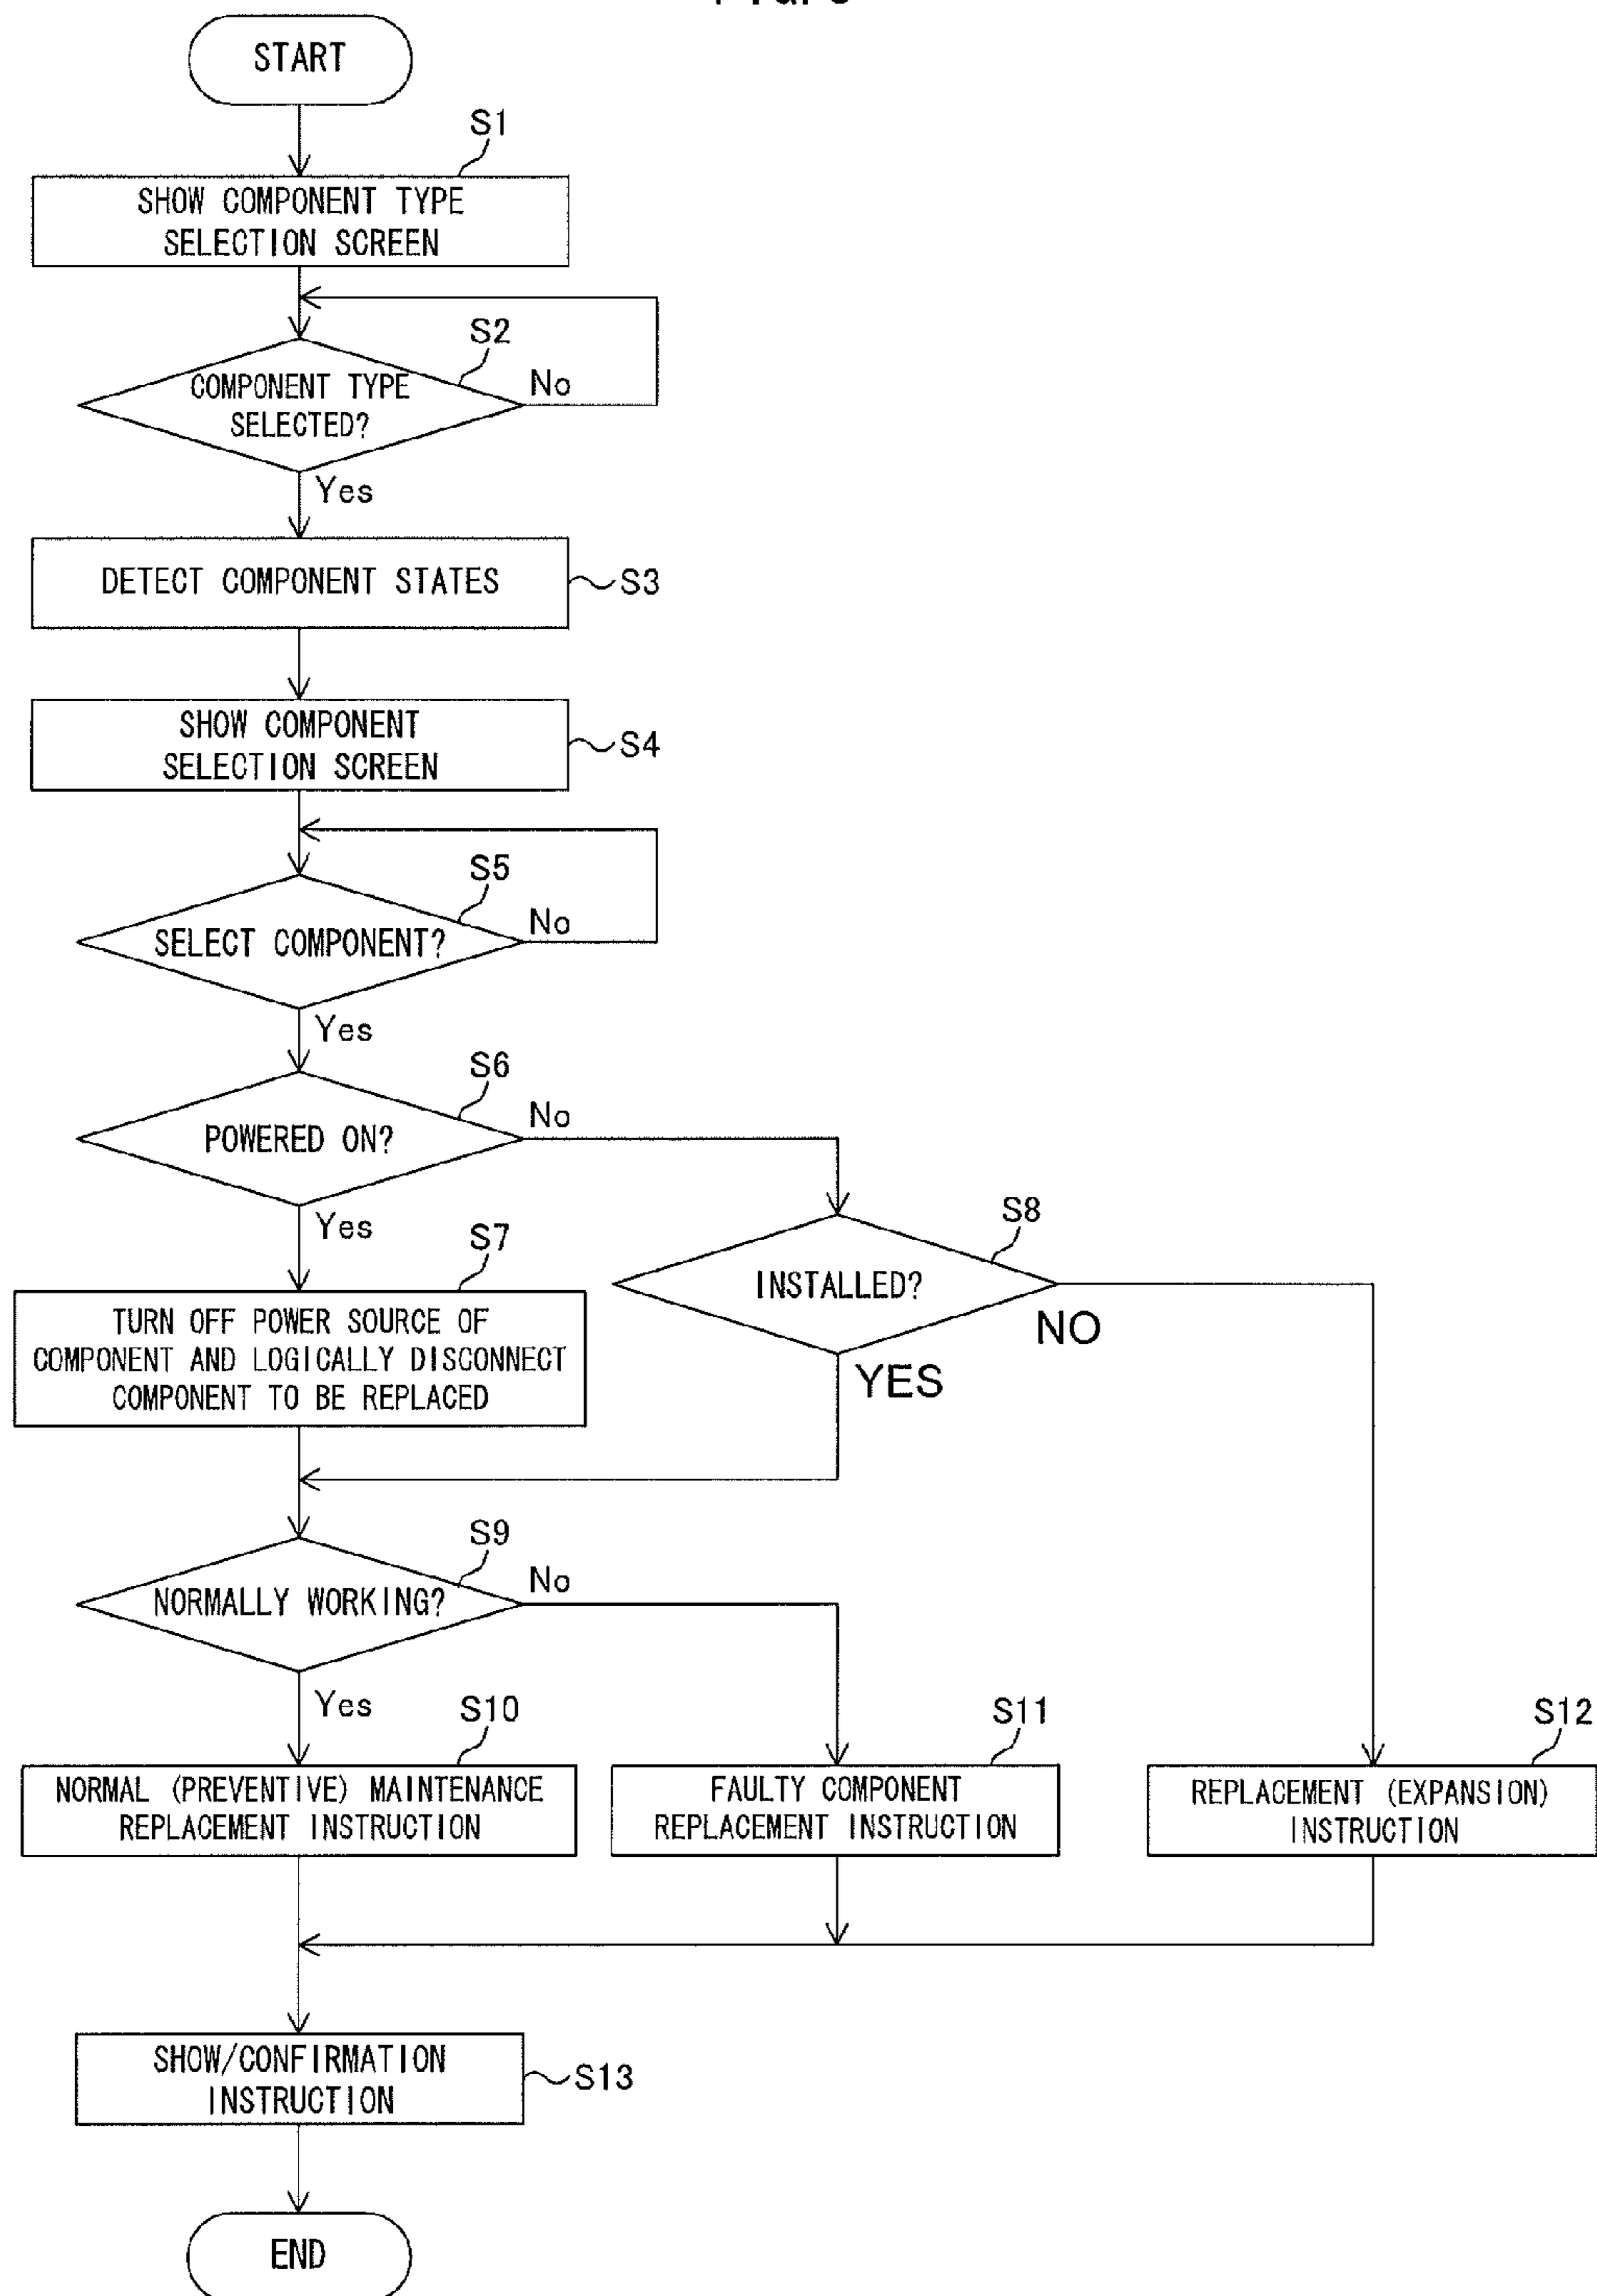 START
S1
SHOW COMPONENT TYPE
SELECTION SCREEN
S2
COMPONENT TYPE
SELECTED?
No
Yes
DETECT COMPONENT STATES
S3
SHOW COMPONENT
SELECTION SCREEN
S4
S5
SELECT COMPONENT?
No
Yes
S6
POWERED ON?
No
Yes
S7
TURN OFF POWER SOURCE OF
COMPONENT AND LOGICALLY DISCONNECT
COMPONENT TO BE REPLACED
S8
INSTALLED?
NO
YES
S9
NORMALLY WORKING?
No
Yes
S10
NORMAL (PREVENTIVE) MAINTENANCE
REPLACEMENT INSTRUCTION
S11
FAULTY COMPONENT
REPLACEMENT INSTRUCTION
S12
REPLACEMENT (EXPANSION)
INSTRUCTION
SHOW/CONFIRMATION
INSTRUCTION
S13
END